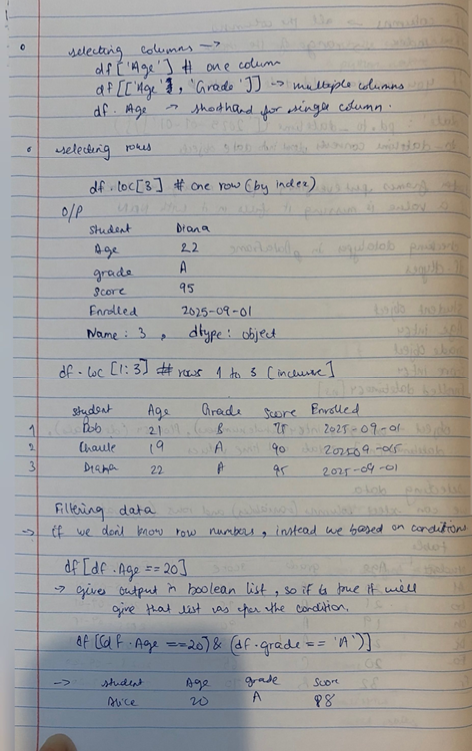 selecting columns →
df['Age'] # one column
df[['Age'], 'Grade']] → multiple columns
df. Age → shorthand for single column.
selecting rows
df.loc[3] # one row (by index)
O/P
student Diana
Age 22
grade A
score 95
Enrolled 2025-09-01
Name : 3 , dtype : object
df.loc [1:3] # rows 1 to 3 [inclusive]
student Age Grade score Enrolled
1 Bob 21 B 75 2025-09-01
2 Charlie 19 A 90
3 Diana 22 A 95 2025-09-01
Filtering data
→ if we don't know row numbers, instead we based on conditions
df[df.Age ==20]
→ gives output in boolean list, so if is true it will
give that list as per the condition.
df [(df.Age ==20) & (df.grade == 'A')]
→ student Age grade score
Alice 20 A 88